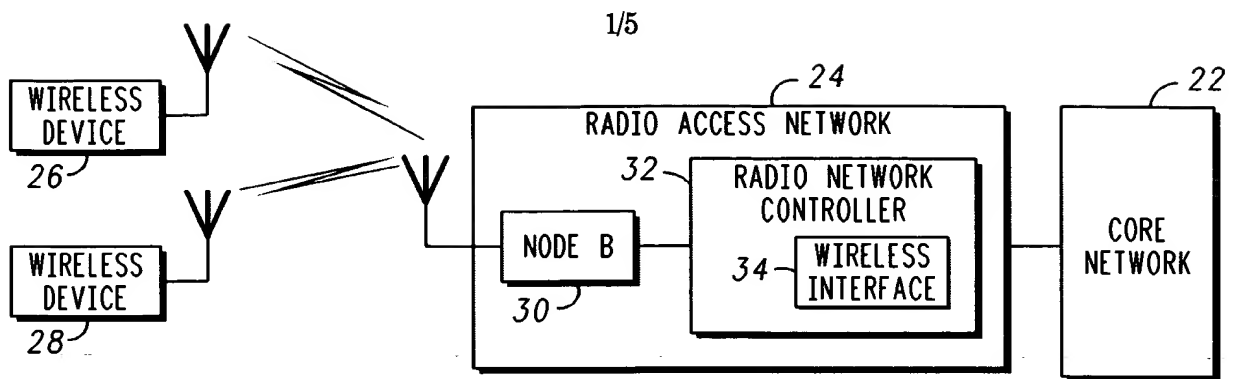 1/5
24
22
WIRELESS
DEVICE
26
RADIO ACCESS NETWORK
32
RADIO NETWORK
CONTROLLER
NODE B
30
34
WIRELESS
INTERFACE
CORE
NETWORK
WIRELESS
DEVICE
28